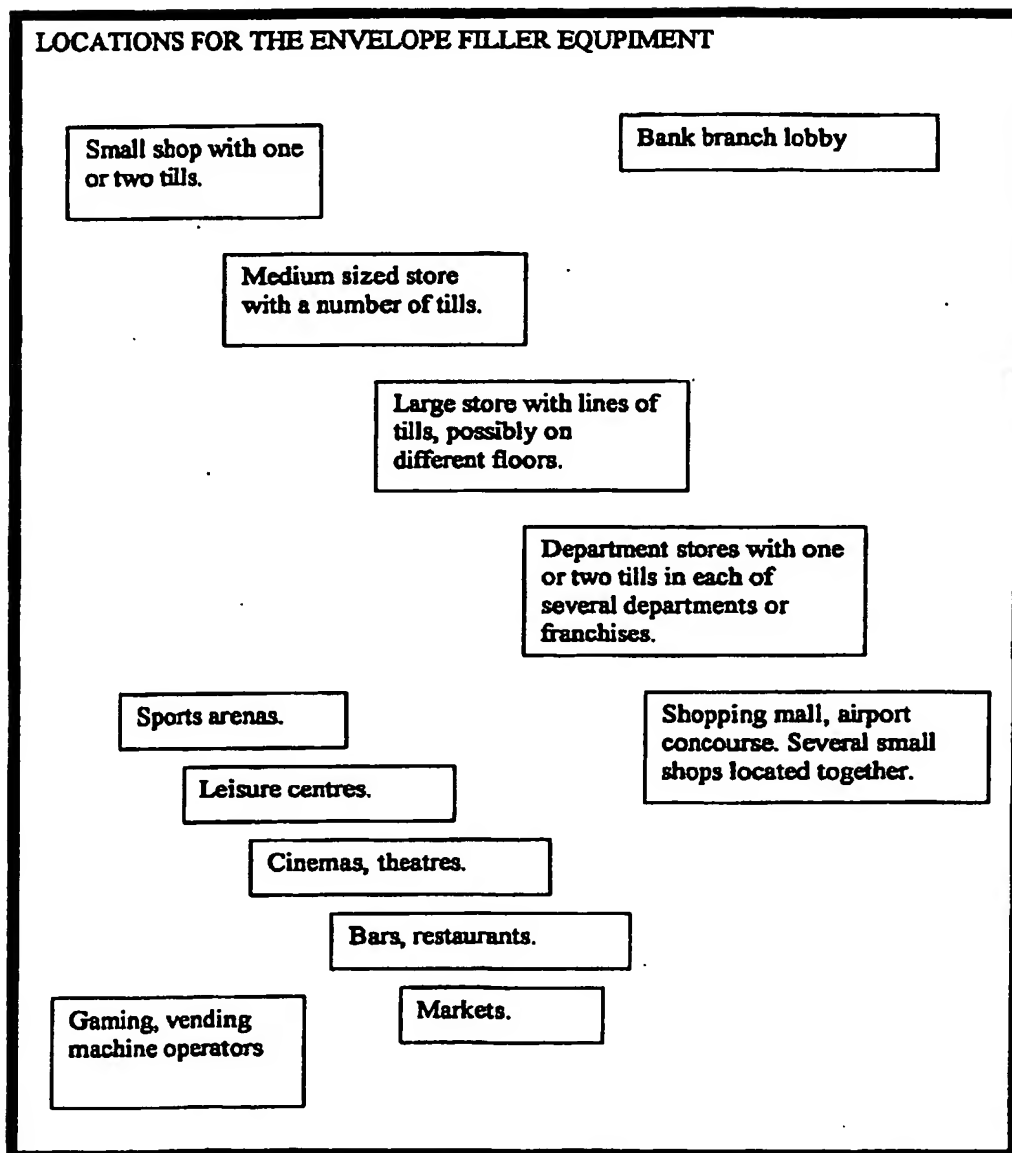 LOCATIONS FOR THE ENVELOPE FILLER EQUPIMENT
Small shop with one
or two tills.
Bank branch lobby
Medium sized store
with a number of tills.
Large store with lines of
tills, possibly on
different floors.
Department stores with one
or two tills in each of
several departments or
franchises.
Sports arenas.
Shopping mall, airport
concourse. Several small
shops located together.
Leisure centres.
Cinemas, theatres.
Bars, restaurants.
Markets.
Gaming, vending
machine operators